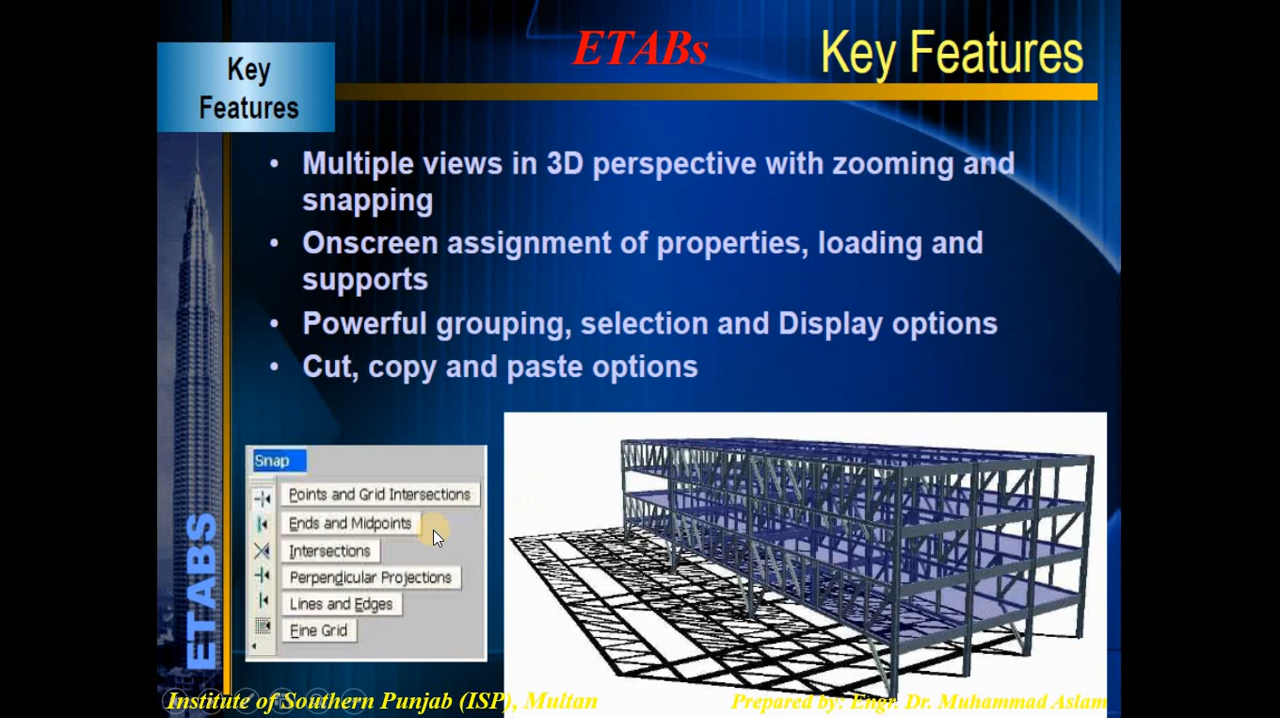 ETABs
Key Features
Key
Features
• Multiple views in 3D perspective with zooming and
snapping
• Onscreen assignment of properties, loading and
supports
• Powerful grouping, selection and Display options
• Cut, copy and paste options
Snap
Points and Grid Intersections
Ends and Midpoints
Intersections
Perpendicular Projections
Lines and Edges
Fine Grid
ETABS
Institute of Southern Punjab (ISP), Multan
Prepared by: Engr. Dr. Muhammad Aslam